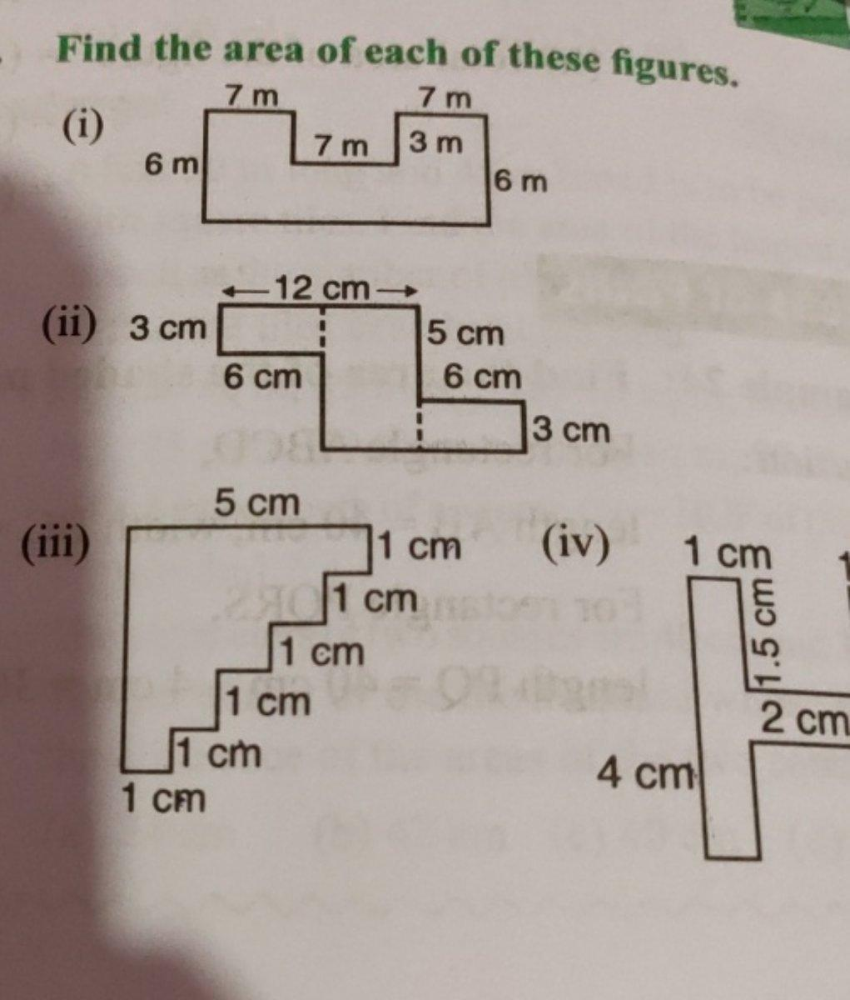 Find the area of each of these figures.
7 m 7 m
(i)
7 m 3 m
6 m 6 m
12 cm
(ii) 3 cm 5 cm
6 cm 6 cm
3 cm
5 cm
(iii) 1 cm (iv) 1 cm
1 cm 1.5 cm
1 cm
1 cm 2 cm
1 cm 4 cm
1 cm